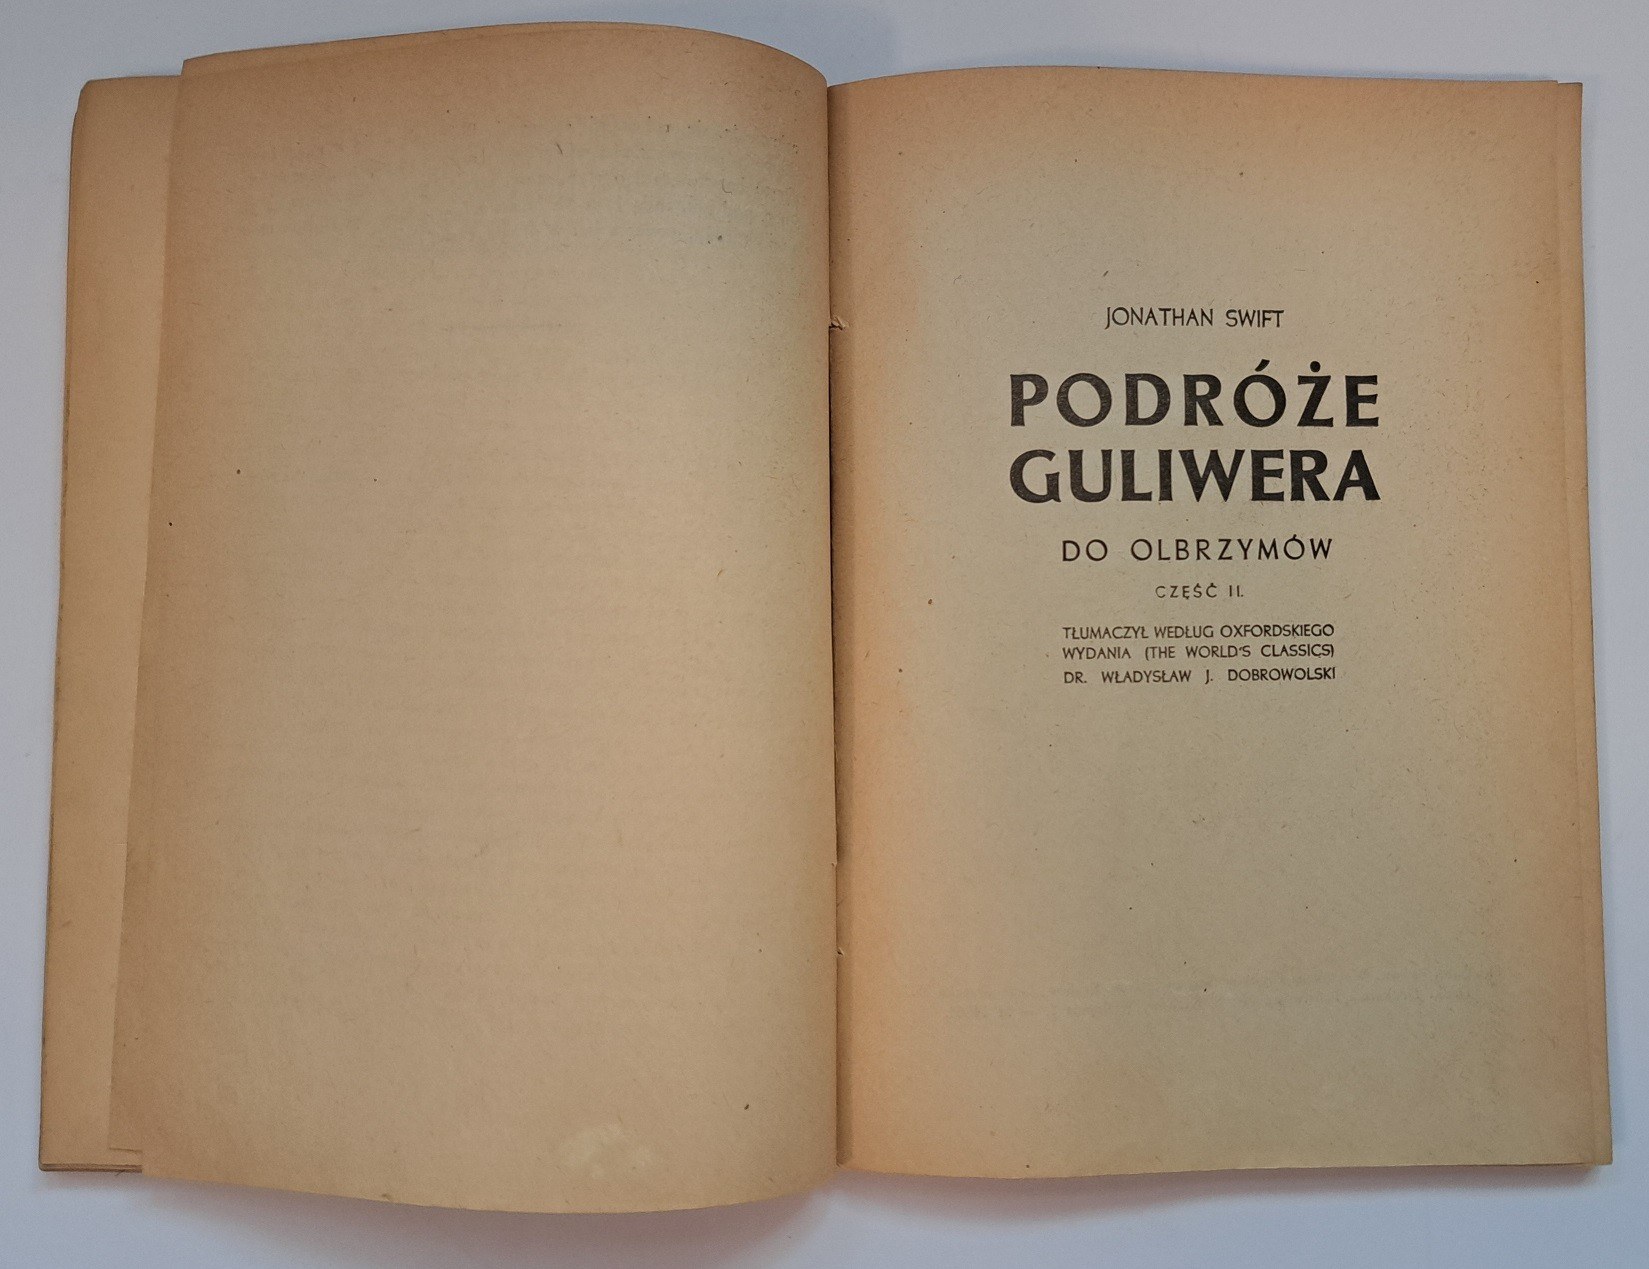 JONATHAN SWIFT
PODRÓŻE
GULIWERA
DO OLBRZYMÓW
CZĘŚĆ II.
TŁUMACZYŁ WEDŁUG OXFORDSKIEGO
WYDANIA (THE WORLD'S CLASSICS)
DR. WŁADYSŁAW J. DOBROWOLSKI